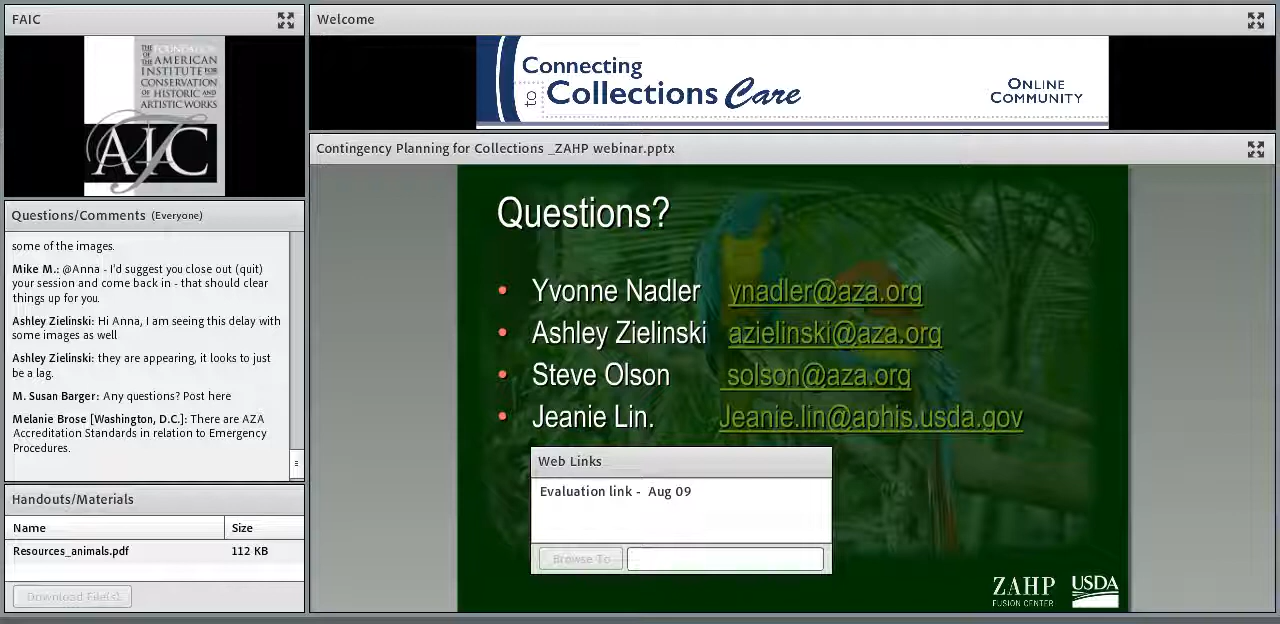 FAIC
THE FOUNDATION
OF THE AMERICAN
INSTITUTE FOR
CONSERVATION
OF HISTORIC AND
ARTISTIC WORKS
AIC
Questions/Comments (Everyone)
some of the images.
Mike M.: @Anna - I'd suggest you close out (quit)
your session and come back in - that should clear
things up for you.
Ashley Zielinski: Hi Anna, I am seeing this delay with
some images as well
Ashley Zielinski: they are appearing, it looks to just
be a lag.
M. Susan Barger: Any questions? Post here
Melanie Brose [Washington, D.C.]: There are AZA
Accreditation Standards in relation to Emergency
Procedures.
Handouts/Materials
Name Size
Resources_animals.pdf 112 KB
Download File(s)
Welcome
Connecting
to Collections Care
ONLINE
COMMUNITY
Contingency Planning for Collections _ZAHP webinar.pptx
Questions?
• Yvonne Nadler ynadler@aza.org
• Ashley Zielinski azielinski@aza.org
• Steve Olson solson@aza.org
• Jeanie Lin. Jeanie.lin@aphis.usda.gov
Web Links
Evaluation link - Aug 09
Browse To
ZAHP
FUSION CENTER
USDA